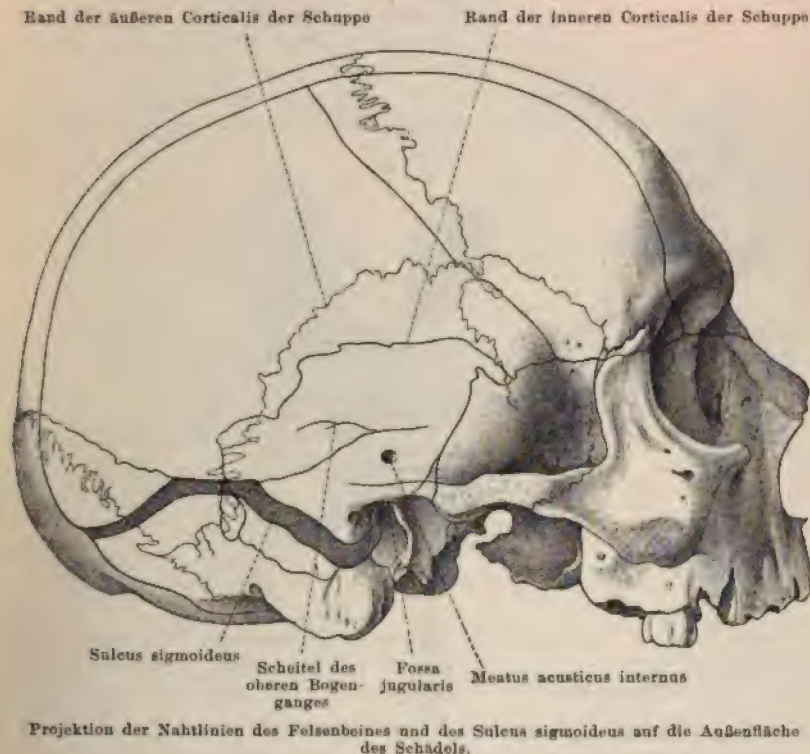 Rand der äußeren Corticalis der Schuppe
Rand der inneren Corticalis der Schuppe
Sulcus sigmoideus
Scheitel des
oberen Bogen-
ganges
Fossa
jugularis
Meatus acusticus internus
Projektion der Nahtlinien des Felsenbeines und des Sulcus sigmoideus auf die Außenfläche
des Schädels.